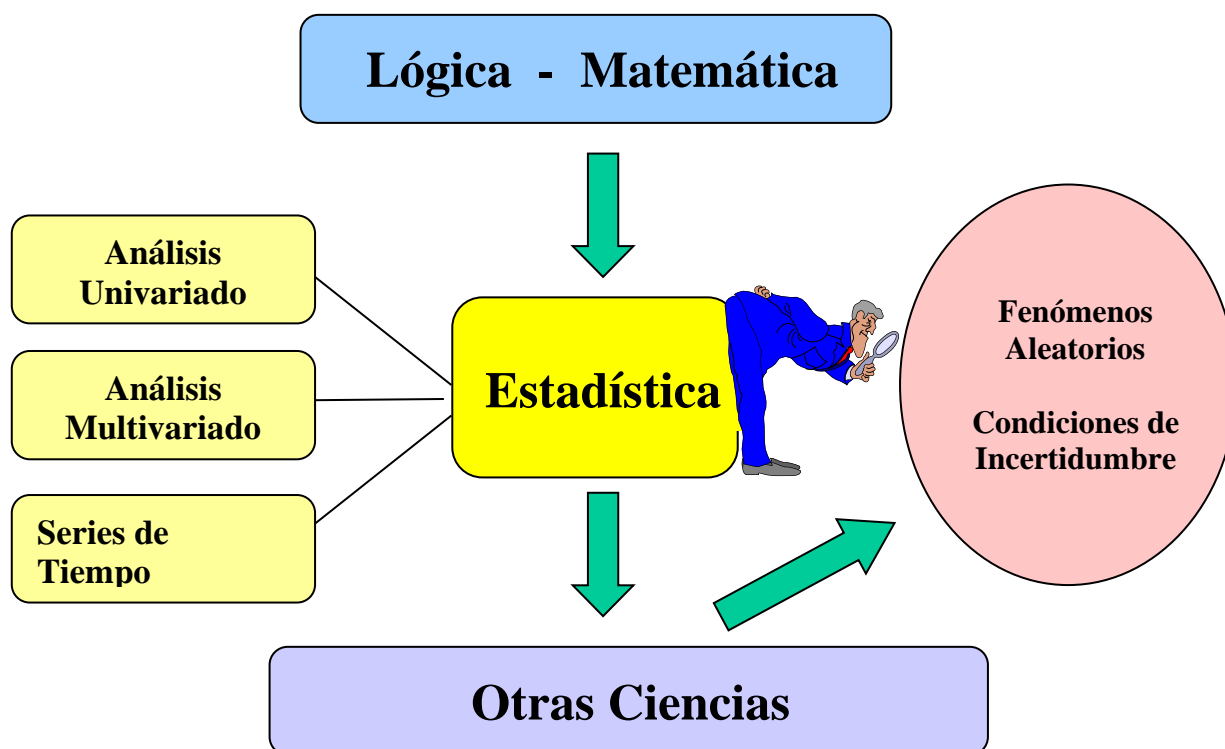 Lógica - Matemática
Análisis
Univariado
Análisis
Multivariado
Series de
Tiempo
Estadística
Fenómenos
Aleatorios
Condiciones de
Incertidumbre
Otras Ciencias